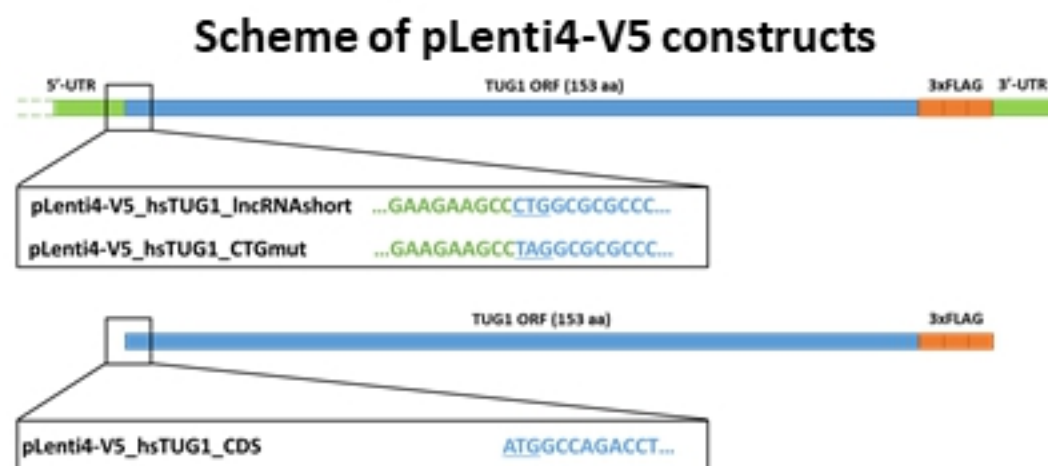 Scheme of pLenti4-V5 constructs
5'-UTR TUG1 ORF (153 aa) 3xFLAG 3'-UTR
pLenti4-V5_hsTUG1_lncRNAshort ...GAAGAAGCCCTGGCGCGCCC...
pLenti4-V5_hsTUG1_CTGmut ...GAAGAAGCCTAGGCGCGCCC...
TUG1 ORF (153 aa) 3xFLAG
pLenti4-V5_hsTUG1_CDS ATGGCCAGACCT...